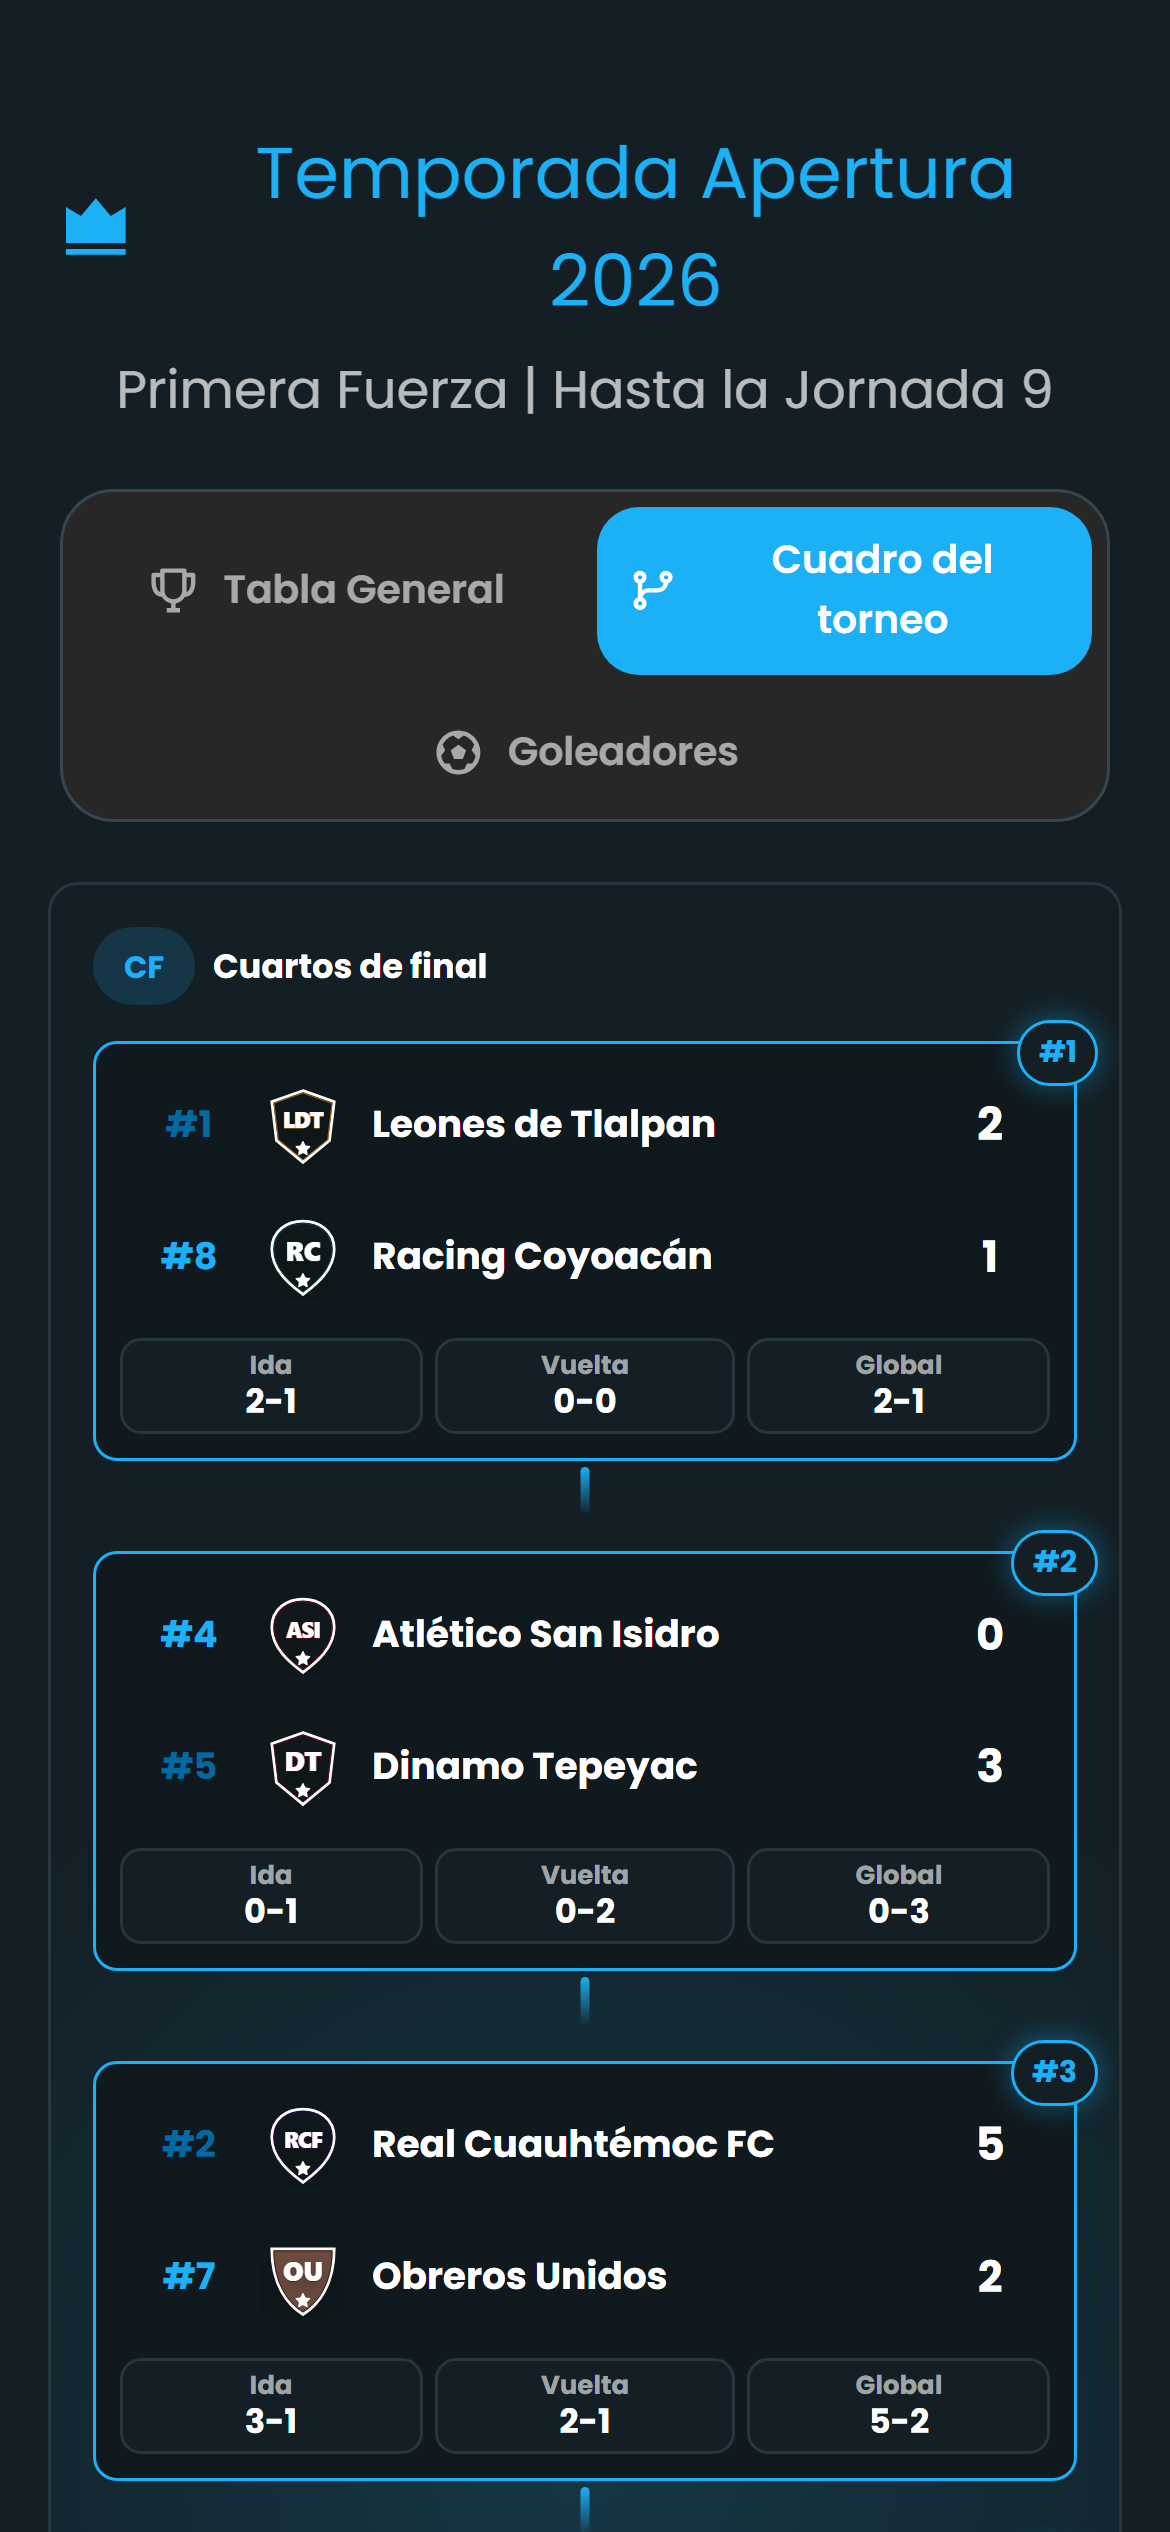 Temporada Apertura
2026
Primera Fuerza | Hasta la Jornada 9
Tabla General
Cuadro del
torneo
Goleadores
CF Cuartos de final
#1
#1 LDT Leones de Tlalpan 2
#8 RC Racing Coyoacán 1
Ida Vuelta Global
2-1 0-0 2-1
#2
#4 ASI Atlético San Isidro 0
#5 DT Dinamo Tepeyac 3
Ida Vuelta Global
0-1 0-2 0-3
#3
#2 RCF Real Cuauhtémoc FC 5
#7 OU Obreros Unidos 2
Ida Vuelta Global
3-1 2-1 5-2